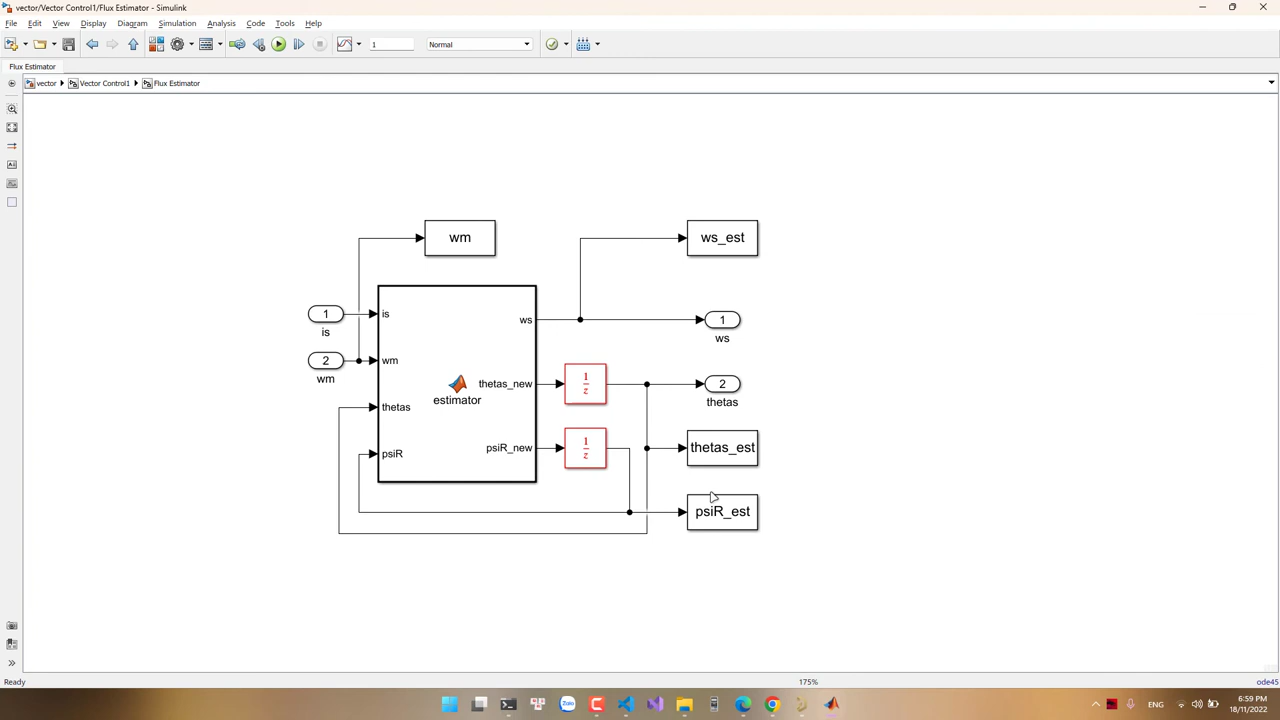 vector/Vector Control1/Flux Estimator - Simulink
File Edit View Display Diagram Simulation Analysis Code Tools Help
1 Normal
Flux Estimator
vector Vector Control1 Flux Estimator
wm
ws_est
1
is
is
ws
1
ws
2
wm
wm
thetas_new
1
z
2
thetas
estimator
thetas
psiR_new
1
z
thetas_est
psiR
psiR_est
Ready
175%
ode45
ENG
6:59 PM
18/11/2022